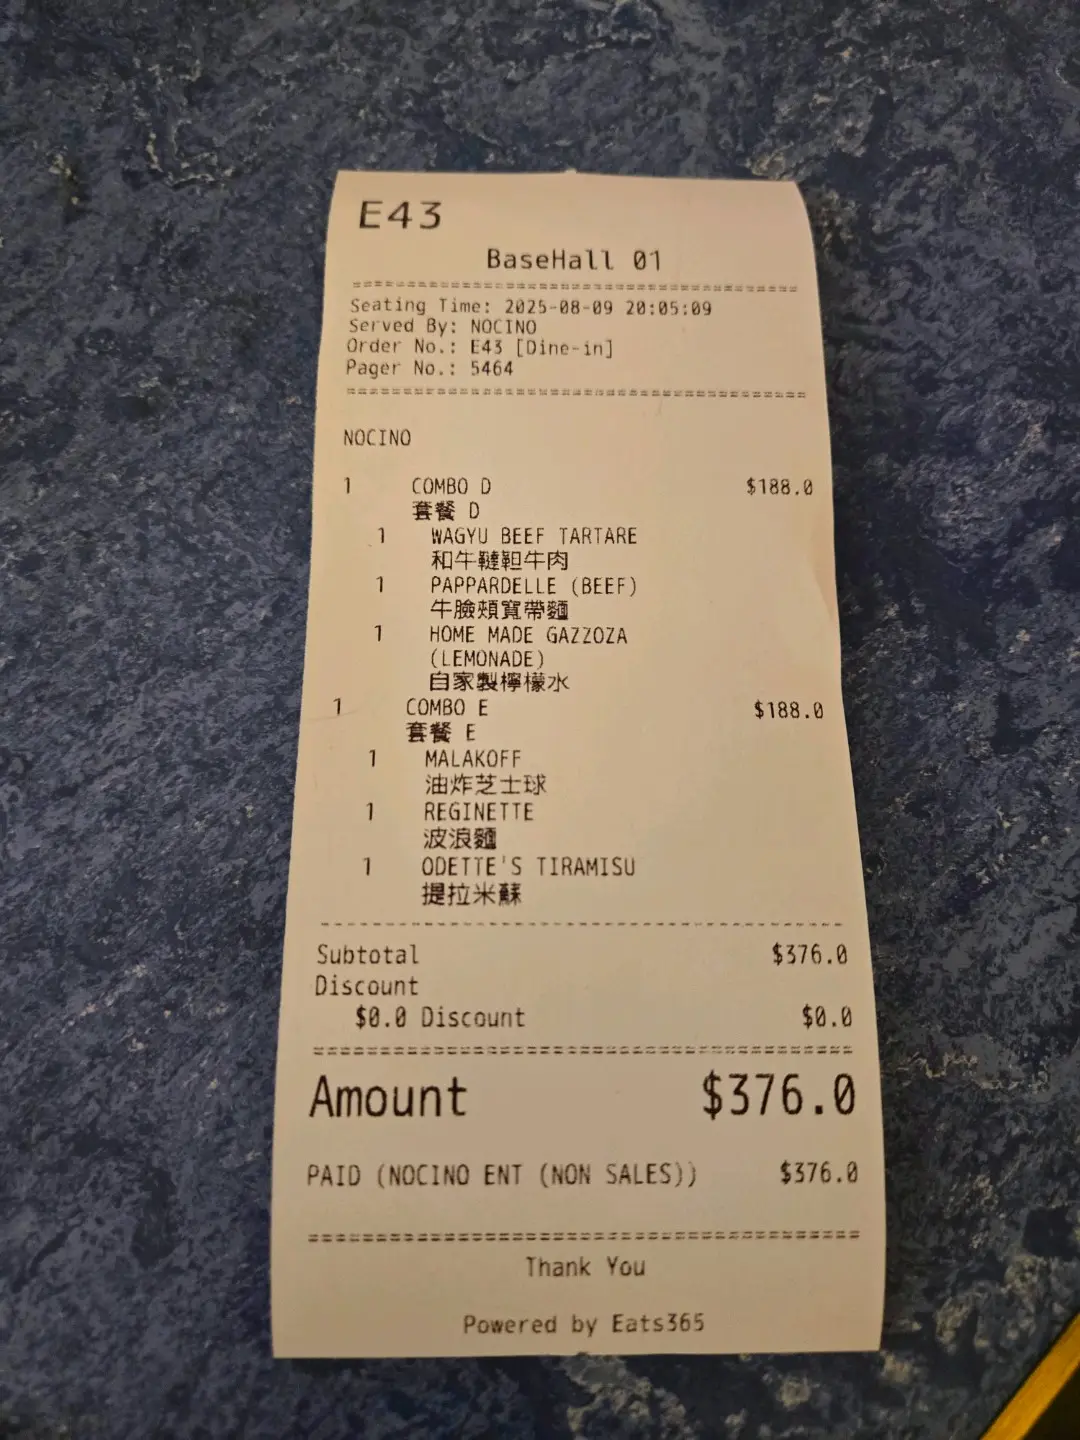 E43
BaseHall 01
Seating Time: 2025-08-09 20:05:09
Served By: NOCINO
Order No.: E43 [Dine-in]
Pager No.: 5464
NOCINO
1 COMBO D $188.0
套餐 D
1 WAGYU BEEF TARTARE
和牛韃靼牛肉
1 PAPPARDELLE (BEEF)
牛臉頰寬帶麵
1 HOME MADE GAZZOZA
(LEMONADE)
自家製檸檬水
1 COMBO E $188.0
套餐 E
1 MALAKOFF
油炸芝士球
1 REGINETTE
波浪麵
1 ODETTE'S TIRAMISU
提拉米蘇
Subtotal $376.0
Discount
$0.0 Discount $0.0
Amount $376.0
PAID (NOCINO ENT (NON SALES)) $376.0
Thank You
Powered by Eats365